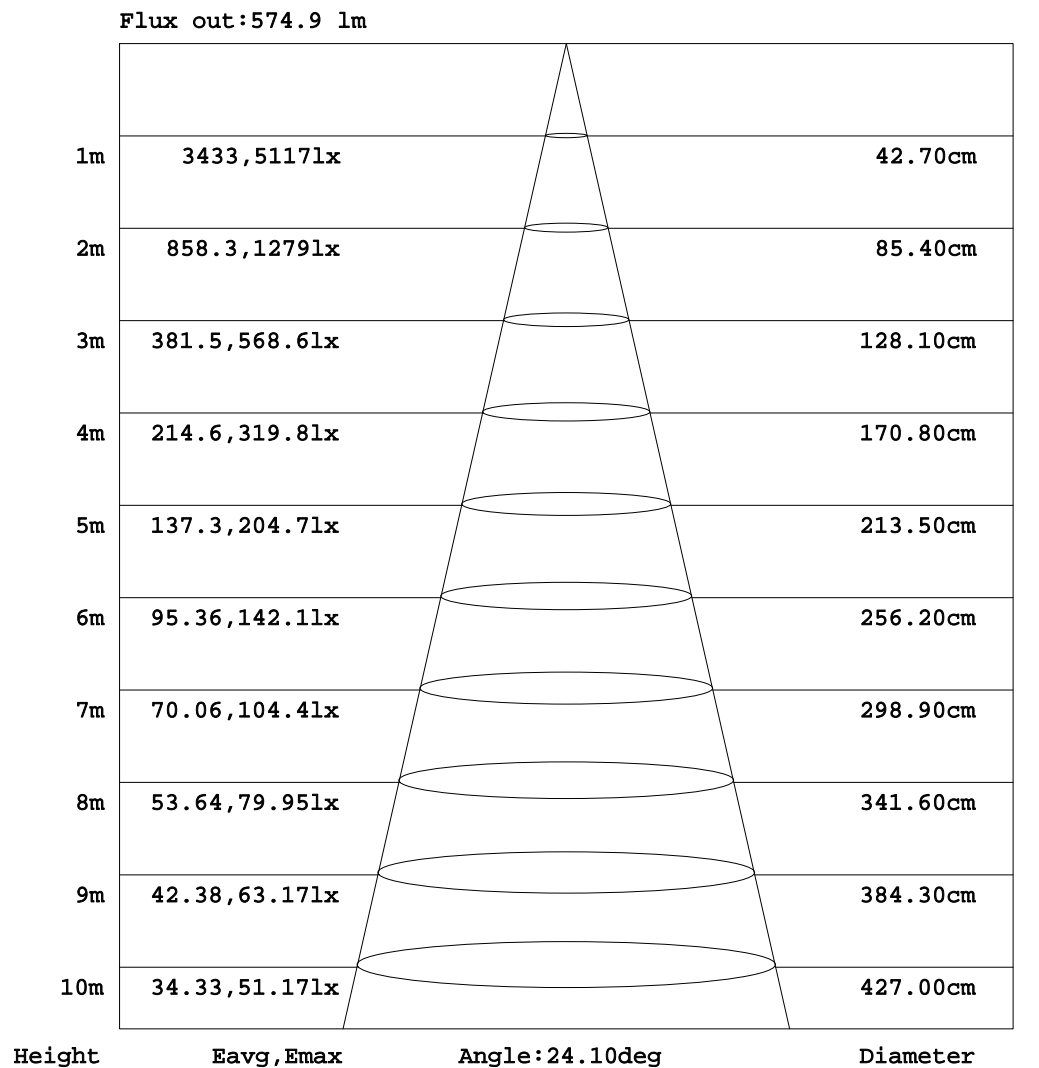 Flux out:574.9 lm
1m 3433,5117lx 42.70cm
2m 858.3,1279lx 85.40cm
3m 381.5,568.6lx 128.10cm
4m 214.6,319.8lx 170.80cm
5m 137.3,204.7lx 213.50cm
6m 95.36,142.1lx 256.20cm
7m 70.06,104.4lx 298.90cm
8m 53.64,79.95lx 341.60cm
9m 42.38,63.17lx 384.30cm
10m 34.33,51.17lx 427.00cm
Height Eavg,Emax Angle:24.10deg Diameter